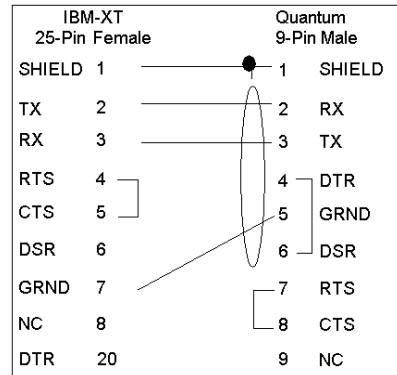 IBM-XT Quantum
25-Pin Female 9-Pin Male
SHIELD 1 1 SHIELD
TX 2 2 RX
RX 3 3 TX
RTS 4 4 DTR
CTS 5 5 GRND
DSR 6 6 DSR
GRND 7 7 RTS
NC 8 8 CTS
DTR 20 9 NC